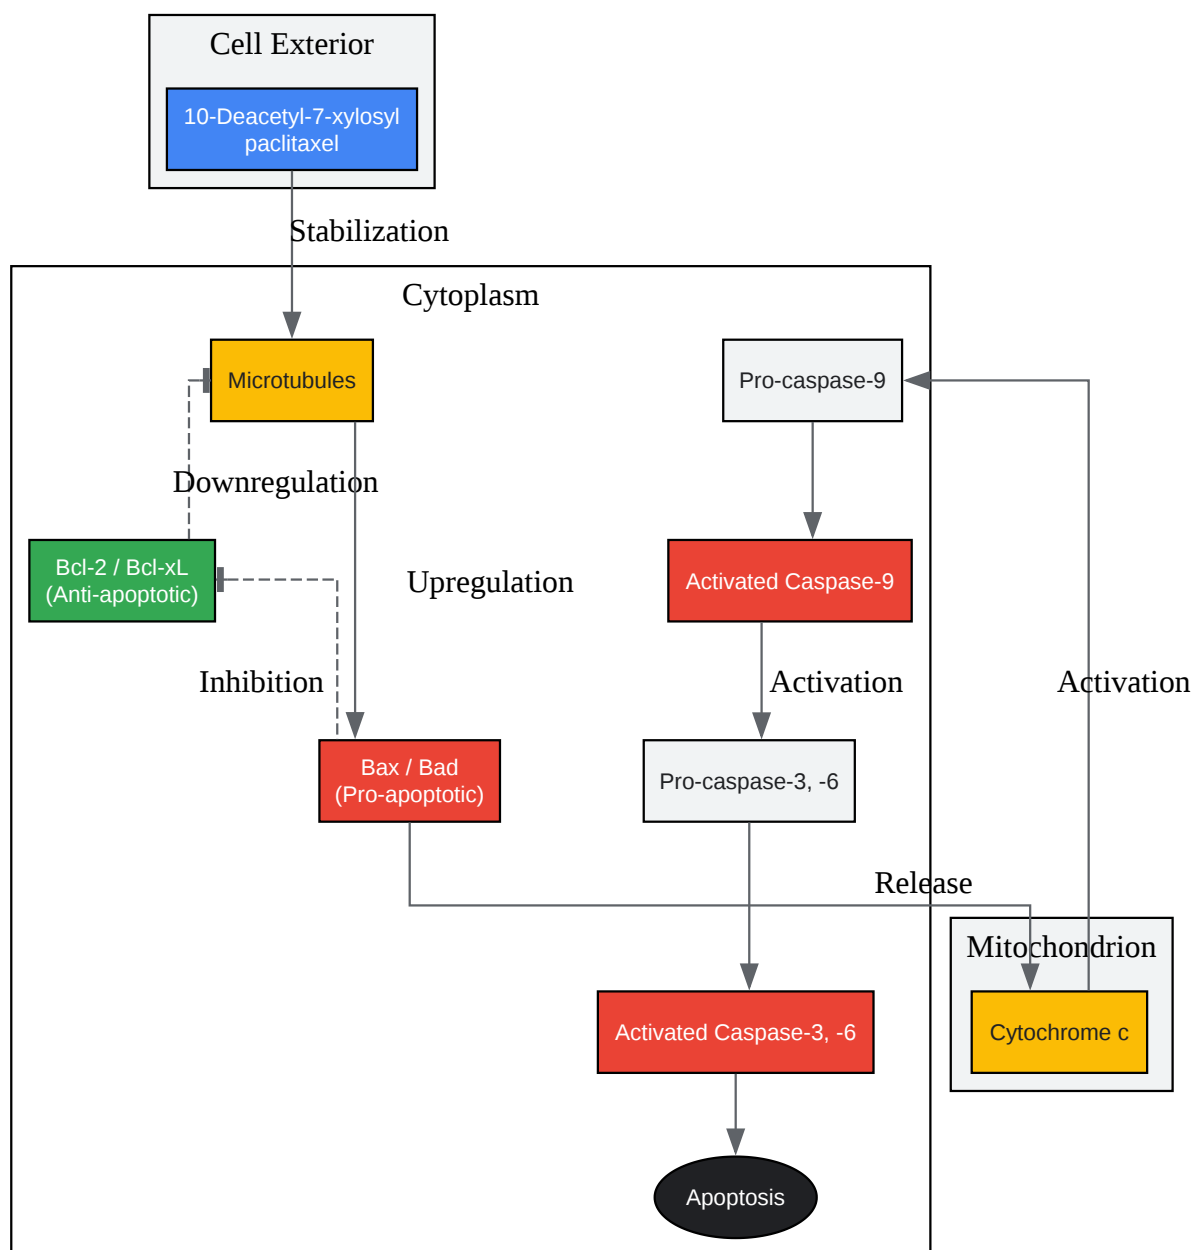 Cell Exterior
10-Deacetyl-7-xylosyl
paclitaxel
Stabilization
Cytoplasm
Microtubules
Pro-caspase-9
Downregulation
Bcl-2 / Bcl-xL
(Anti-apoptotic)
Upregulation
Activated Caspase-9
Inhibition
Activation
Activation
Bax / Bad
(Pro-apoptotic)
Pro-caspase-3, -6
Release
Mitochondrion
Activated Caspase-3, -6
Cytochrome c
Apoptosis